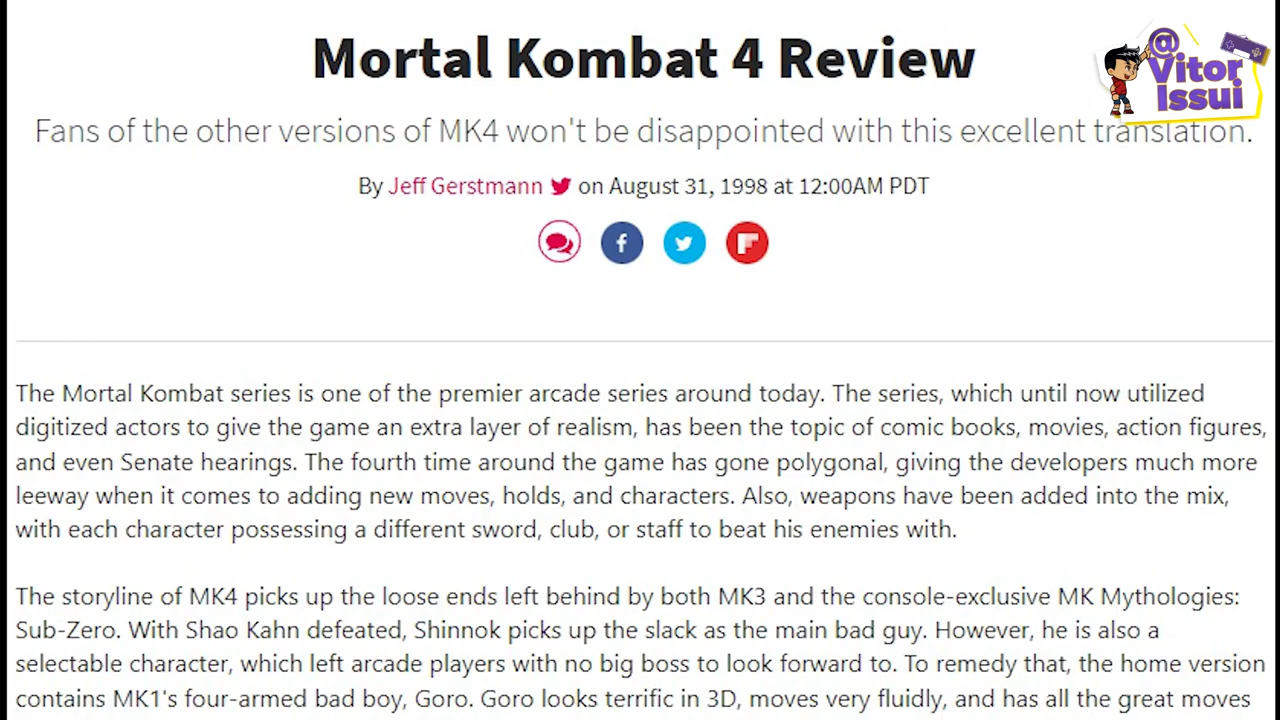 Mortal Kombat 4 Review
@
Vitor
Issui
Fans of the other versions of MK4 won't be disappointed with this excellent translation.
By Jeff Gerstmann on August 31, 1998 at 12:00AM PDT
The Mortal Kombat series is one of the premier arcade series around today. The series, which until now utilized
digitized actors to give the game an extra layer of realism, has been the topic of comic books, movies, action figures,
and even Senate hearings. The fourth time around the game has gone polygonal, giving the developers much more
leeway when it comes to adding new moves, holds, and characters. Also, weapons have been added into the mix,
with each character possessing a different sword, club, or staff to beat his enemies with.
The storyline of MK4 picks up the loose ends left behind by both MK3 and the console-exclusive MK Mythologies:
Sub-Zero. With Shao Kahn defeated, Shinnok picks up the slack as the main bad guy. However, he is also a
selectable character, which left arcade players with no big boss to look forward to. To remedy that, the home version
contains MK1's four-armed bad boy, Goro. Goro looks terrific in 3D, moves very fluidly, and has all the great moves